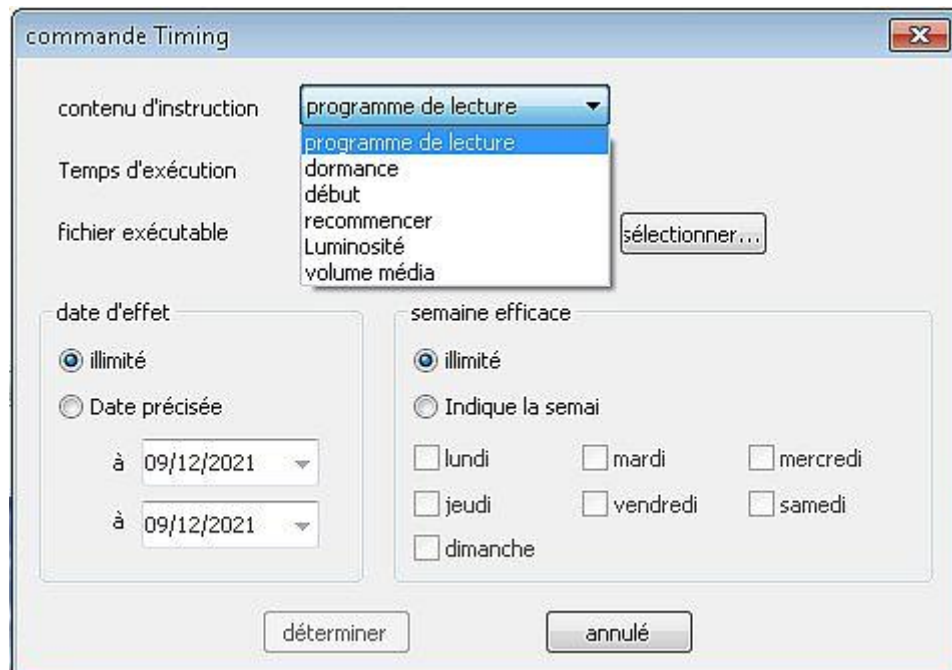 commande Timing
contenu d'instruction programme de lecture
programme de lecture
Temps d'exécution dormance
début
fichier exécutable recommencer sélectionner...
Luminosité
volume média
date d'effet semaine efficace
illimité illimité
Date précisée Indique la semai
à 09/12/2021 lundi mardi mercredi
à 09/12/2021 jeudi vendredi samedi
dimanche
déterminer annulé